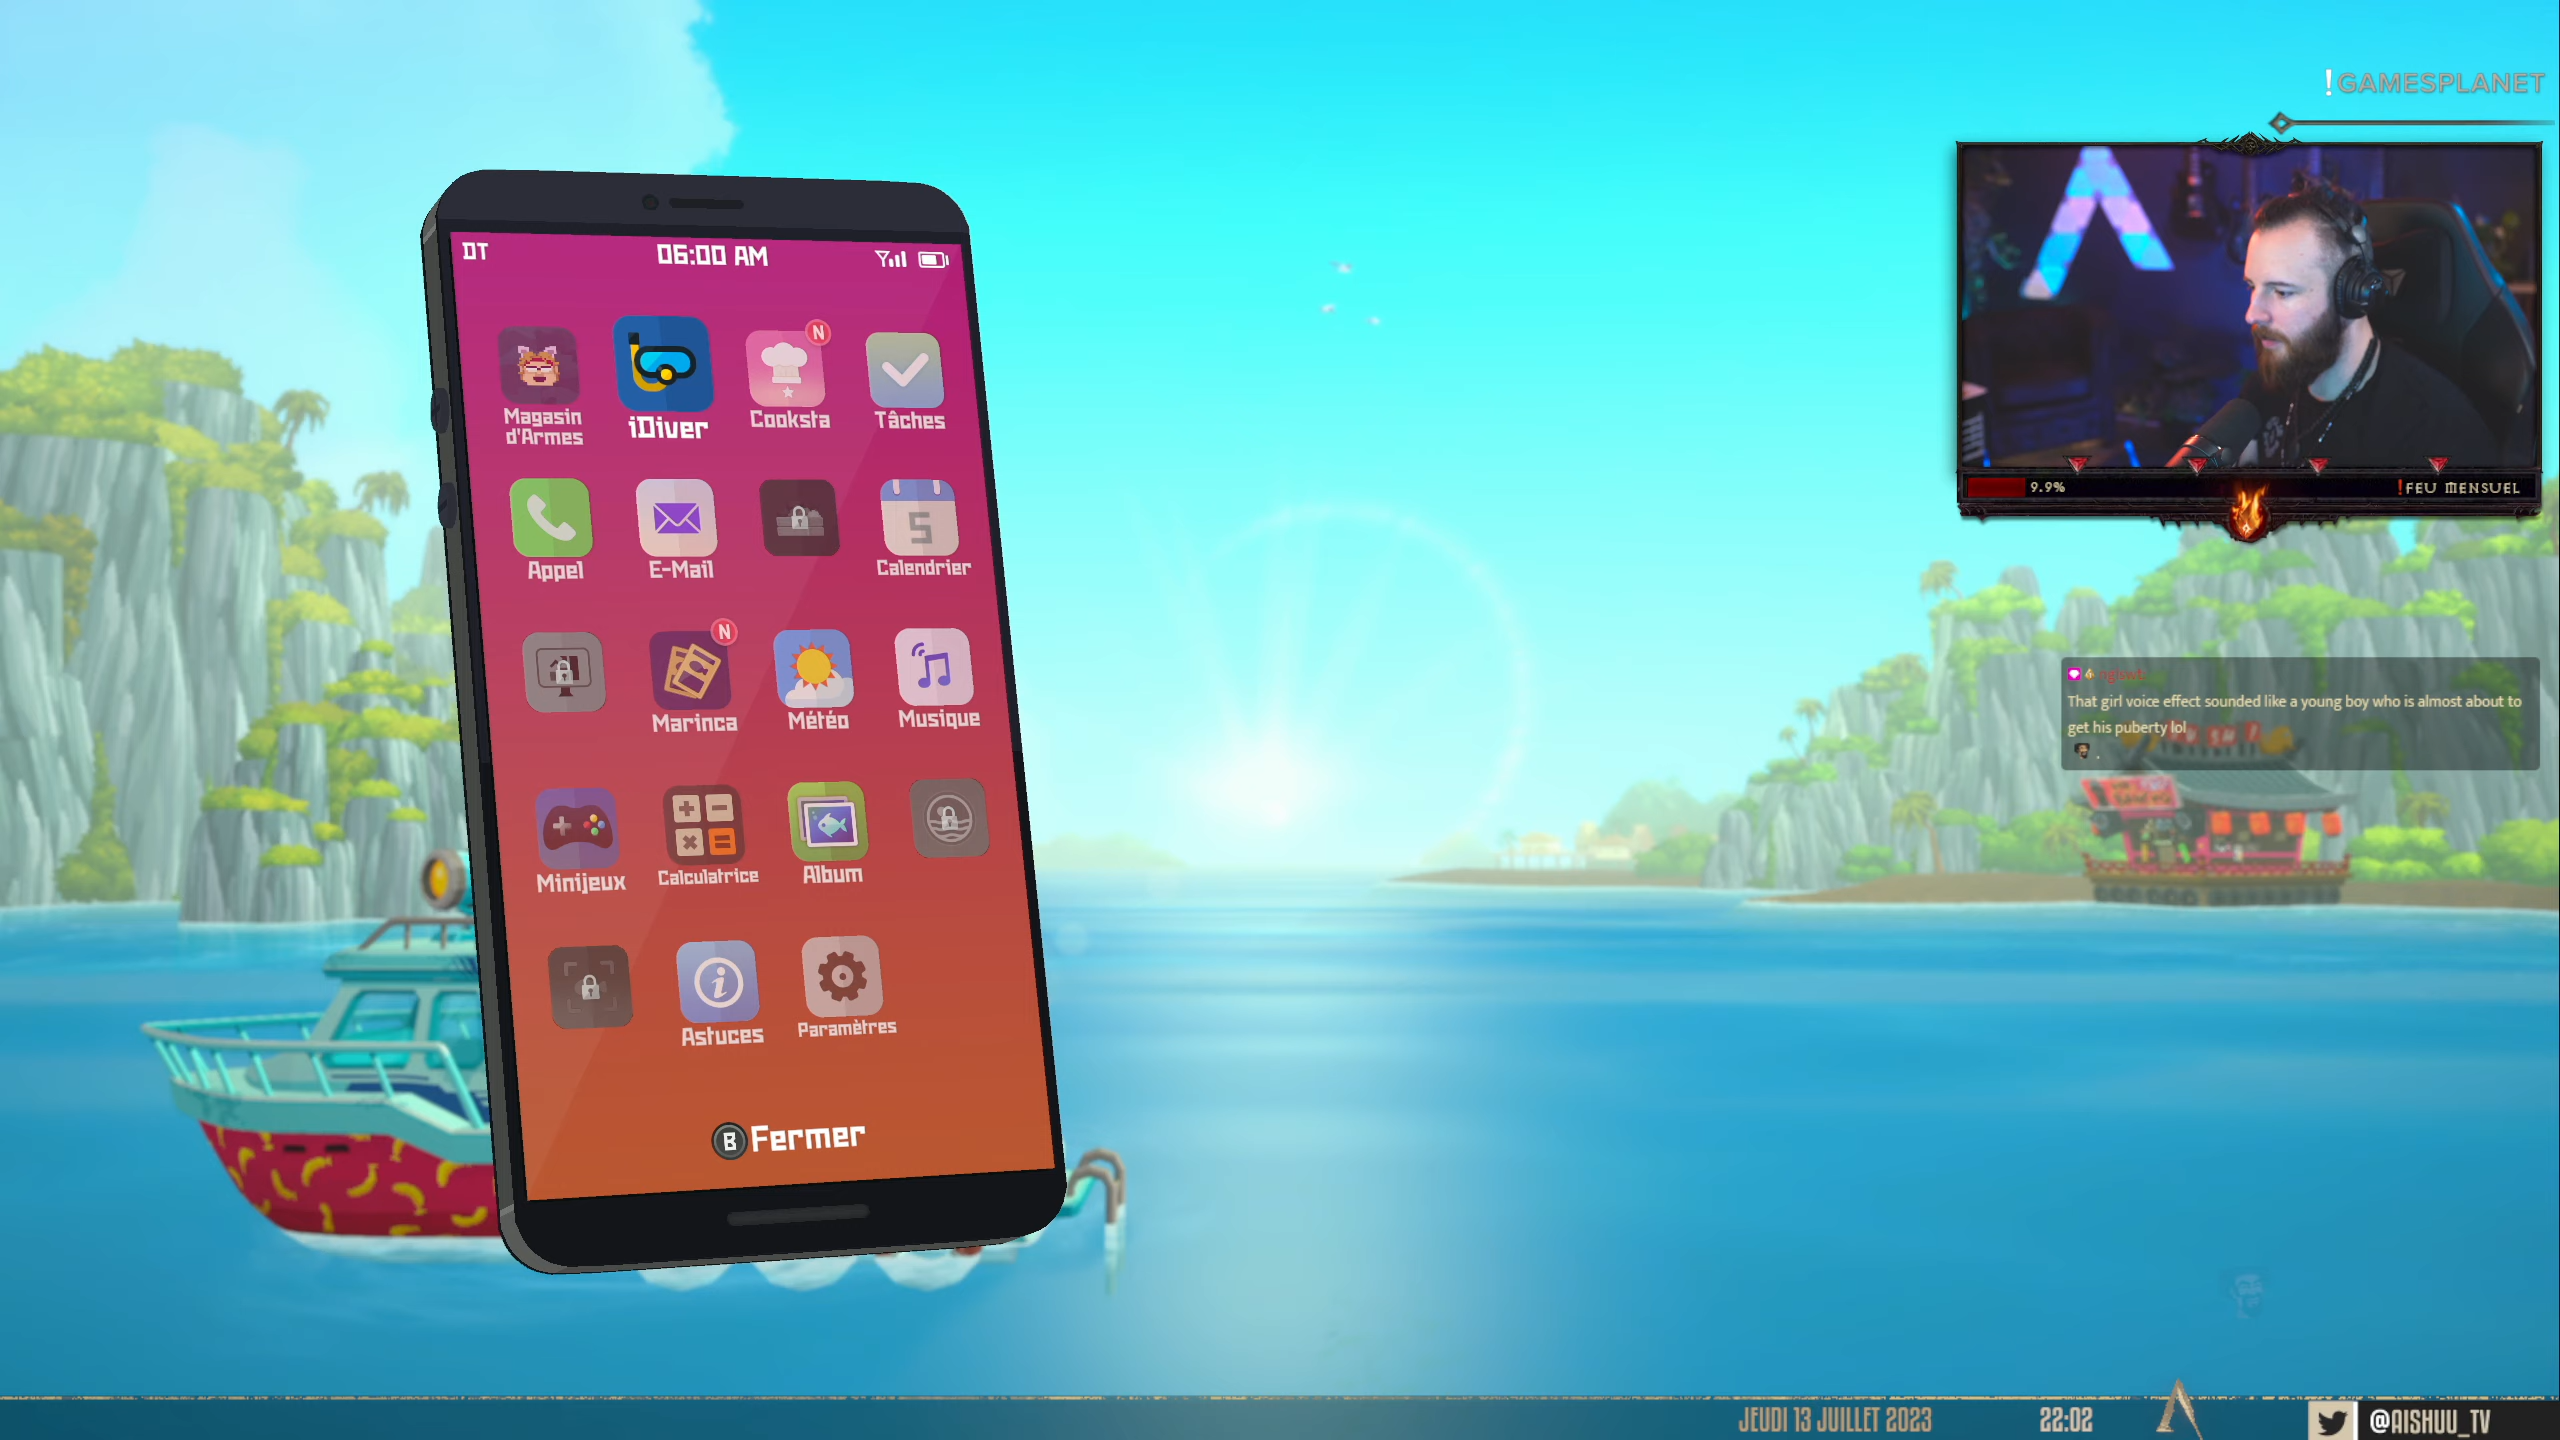 !GAMESPLANET
DT
06:00 AM
Magasin
d'Armes
iDiver
N
Cooksta
Tâches
Appel
E-Mail
5
Calendrier
N
Marinca
Météo
Musique
Minijeux
Calculatrice
Album
Astuces
Paramètres
B Fermer
9.9%
!FEU MENSUEL
That girl voice effect sounded like a young boy who is almost about to
get his puberty lol
JEUDI 13 JUILLET 2023
22:02
@AISHUU_TV